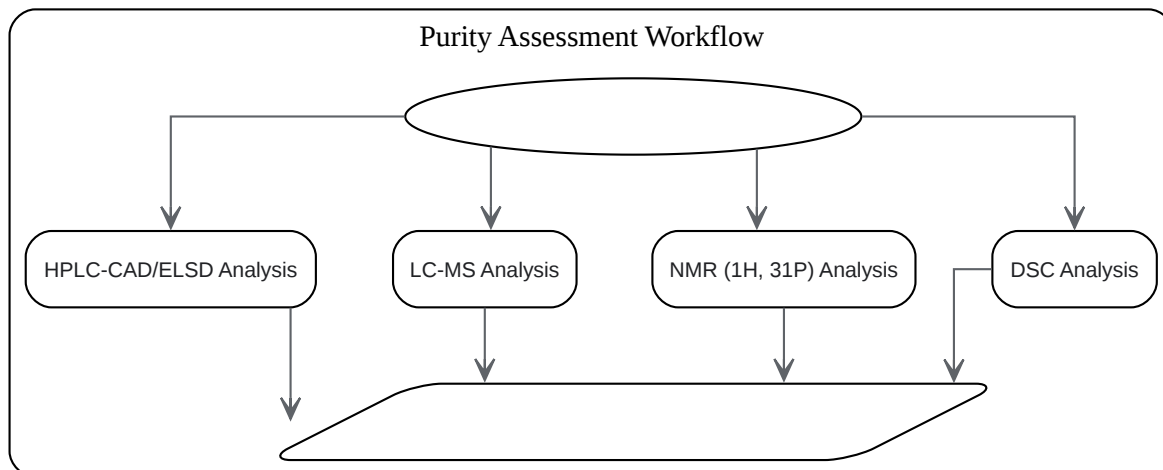 Purity Assessment Workflow
HPLC-CAD/ELSD Analysis
LC-MS Analysis
NMR (1H, 31P) Analysis
DSC Analysis